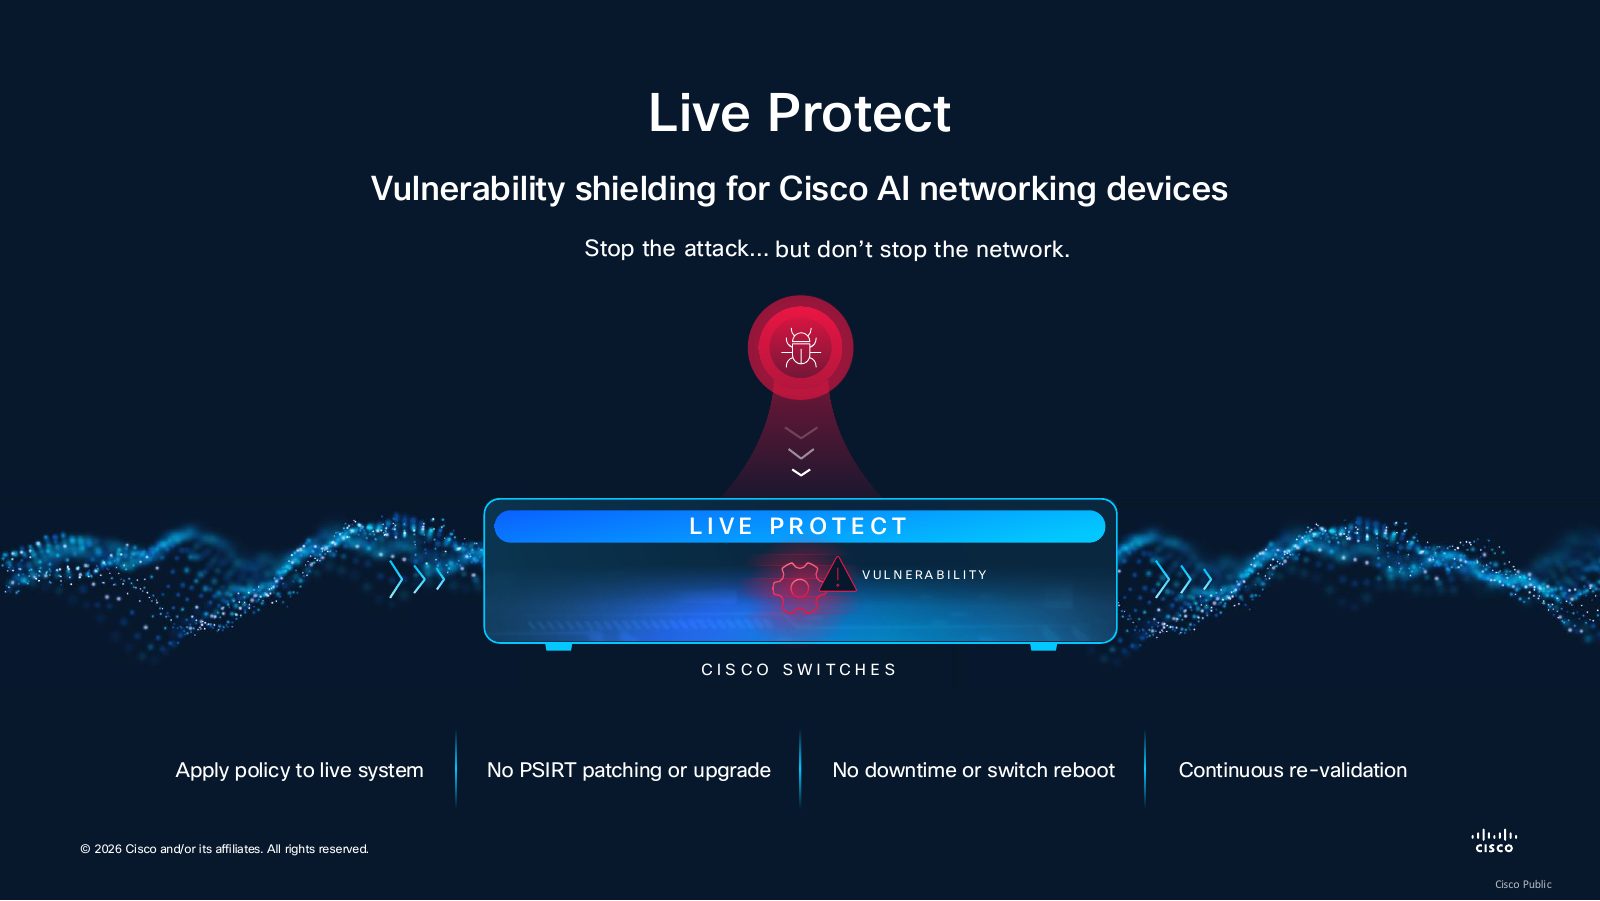 Live Protect
Vulnerability shielding for Cisco AI networking devices
Stop the attack... but don’t stop the network.
LIVE PROTECT
VULNERABILITY
CISCO SWITCHES
Apply policy to live system
No PSIRT patching or upgrade
No downtime or switch reboot
Continuous re-validation
© 2026 Cisco and/or its affiliates. All rights reserved.
CISCO
Cisco Public